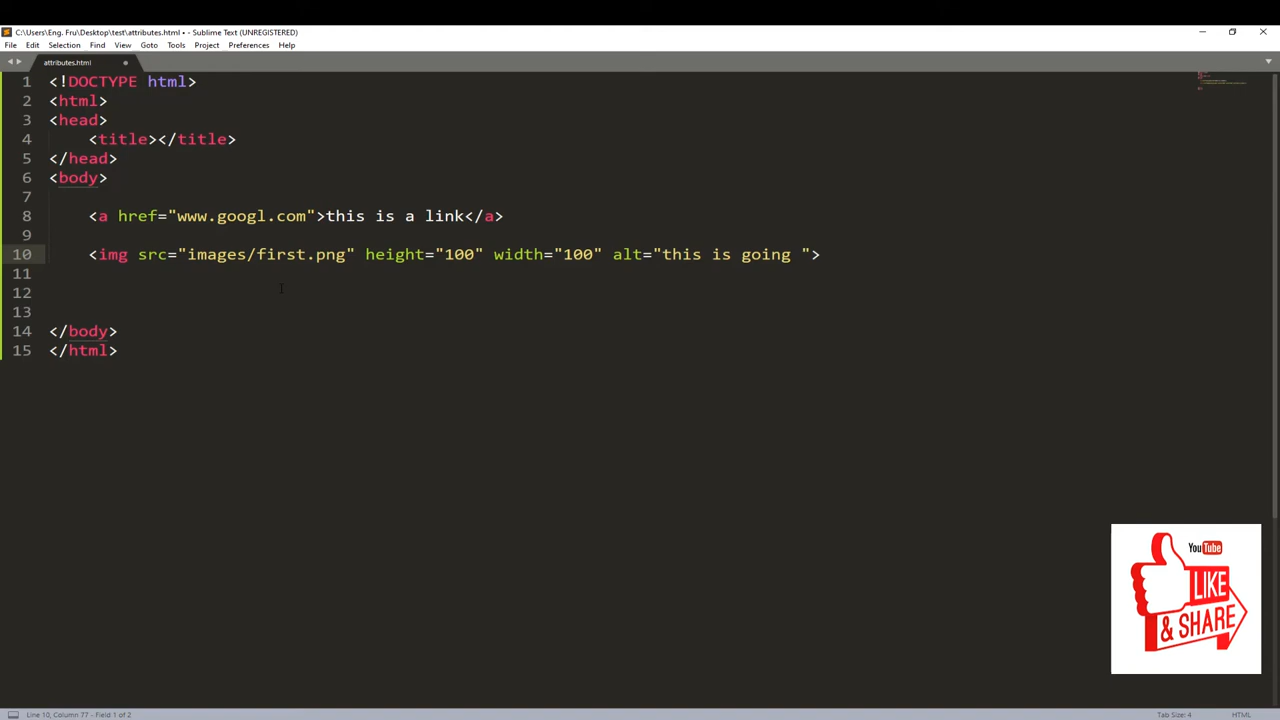 C:\Users\Eng. Fru\Desktop\test\attributes.html • - Sublime Text (UNREGISTERED)
File Edit Selection Find View Goto Tools Project Preferences Help
attributes.html
1 <!DOCTYPE html>
2 <html>
3 <head>
4     <title></title>
5 </head>
6 <body>
7
8     <a href="www.googl.com">this is a link</a>
9
10     <img src="images/first.png" height="100" width="100" alt="this is going ">
11
12
13
14 </body>
15 </html>
YouTube
LIKE
& SHARE
Line 10, Column 77 - Field 1 of 2
Tab Size: 4
HTML